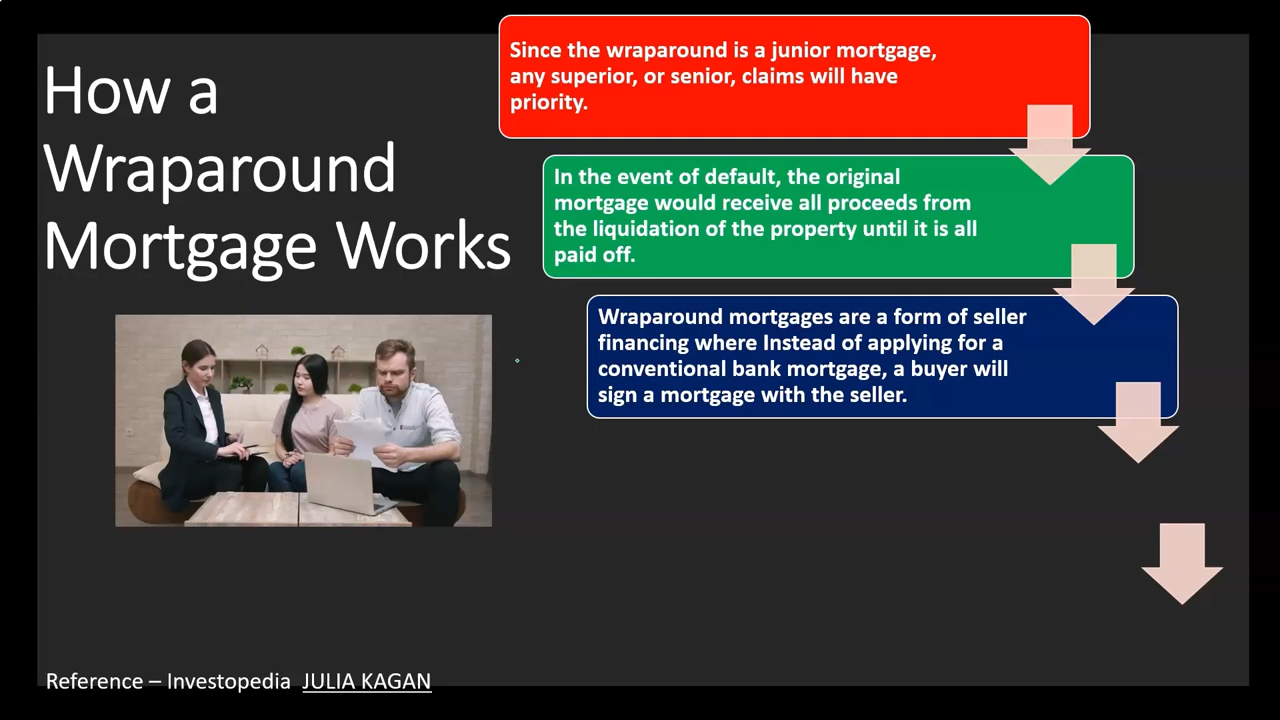 How a
Wraparound
Mortgage Works
Since the wraparound is a junior mortgage,
any superior, or senior, claims will have
priority.
In the event of default, the original
mortgage would receive all proceeds from
the liquidation of the property until it is all
paid off.
Wraparound mortgages are a form of seller
financing where Instead of applying for a
conventional bank mortgage, a buyer will
sign a mortgage with the seller.
Reference – Investopedia JULIA KAGAN